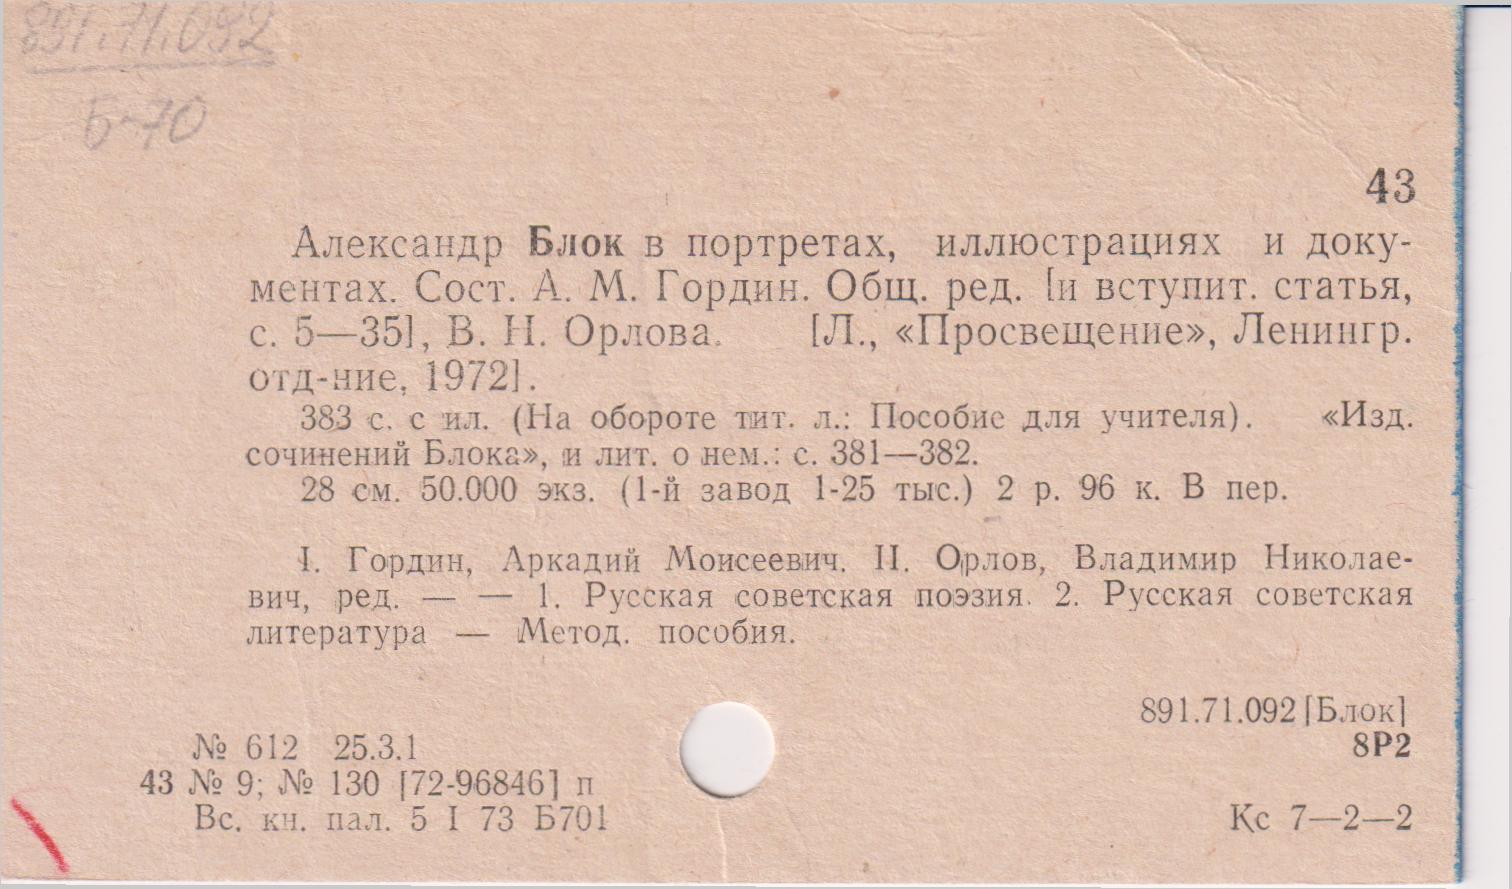 891.71.092
Б-70
43
Александр Блок в портретах, иллюстрациях и доку-
ментах. Сост. А. М. Гордин. Общ. ред. [и вступит. статья,
с. 5—35], В. Н. Орлова. [Л., «Просвещение», Ленингр.
отд-ние, 1972].
383 с. с ил. (На обороте тит. л.: Пособие для учителя). «Изд.
сочинений Блока», и лит. о нем.: с. 381—382.
28 см. 50.000 экз. (1-й завод 1-25 тыс.) 2 р. 96 к. В пер.
I. Гордин, Аркадий Моисеевич. II. Орлов, Владимир Николае-
вич, ред. — — 1. Русская советская поэзия. 2. Русская советская
литература — Метод. пособия.
891.71.092[Блок]
8Р2
№ 612 25.3.1
43 № 9; № 130 [72-96846] п
Вс. кн. пал. 5 I 73 Б701
Кс 7—2—2